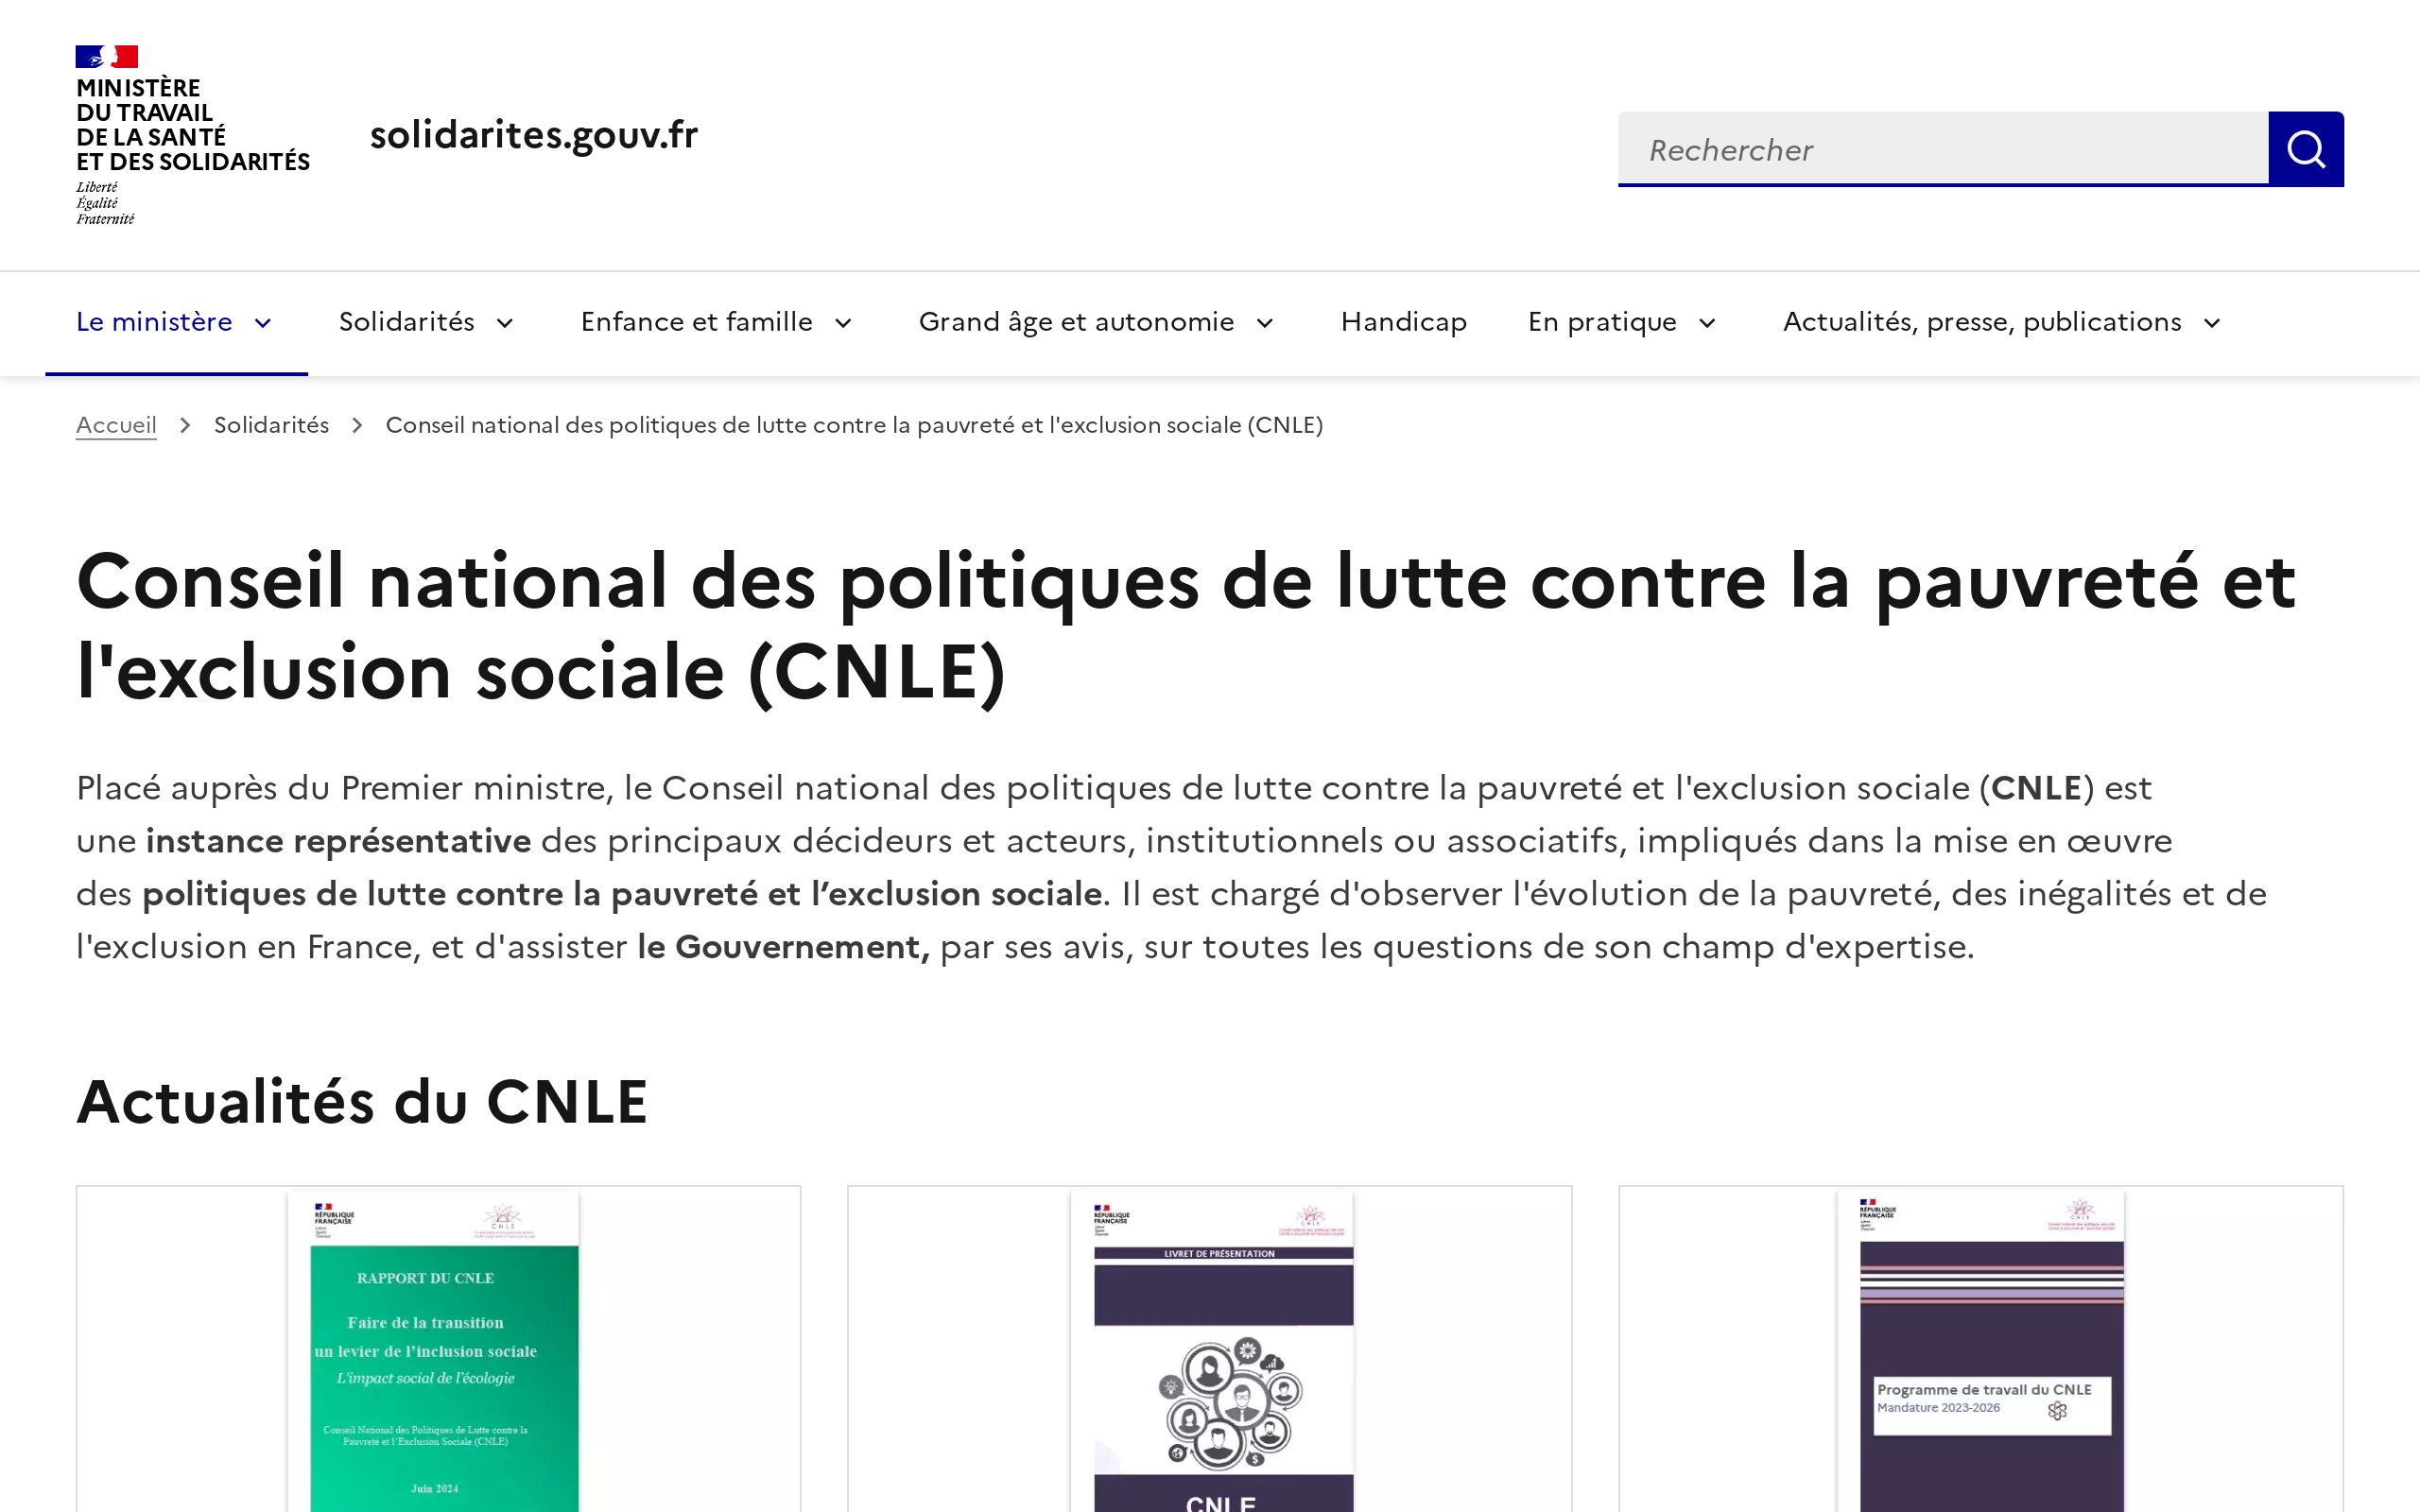 MINISTÈRE
DU TRAVAIL
DE LA SANTÉ
ET DES SOLIDARITÉS
Liberté
Égalité
Fraternité
solidarites.gouv.fr
Rechercher
Le ministère
Solidarités
Enfance et famille
Grand âge et autonomie
Handicap
En pratique
Actualités, presse, publications
Accueil
Solidarités
Conseil national des politiques de lutte contre la pauvreté et l'exclusion sociale (CNLE)
Conseil national des politiques de lutte contre la pauvreté et
l'exclusion sociale (CNLE)
Placé auprès du Premier ministre, le Conseil national des politiques de lutte contre la pauvreté et l'exclusion sociale (CNLE) est
une instance représentative des principaux décideurs et acteurs, institutionnels ou associatifs, impliqués dans la mise en œuvre
des politiques de lutte contre la pauvreté et l’exclusion sociale. Il est chargé d'observer l'évolution de la pauvreté, des inégalités et de
l'exclusion en France, et d'assister le Gouvernement, par ses avis, sur toutes les questions de son champ d'expertise.
Actualités du CNLE
RÉPUBLIQUE
FRANÇAISE
CNLE
RAPPORT DU CNLE
Faire de la transition
un levier de l’inclusion sociale
L’impact social de l’écologie
Conseil National des Politiques de Lutte contre la
Pauvreté et l’Exclusion Sociale (CNLE)
Juin 2024
RÉPUBLIQUE
FRANÇAISE
CNLE
LIVRET DE PRÉSENTATION
CNLE
RÉPUBLIQUE
FRANÇAISE
CNLE
Programme de travail du CNLE
Mandature 2023-2026